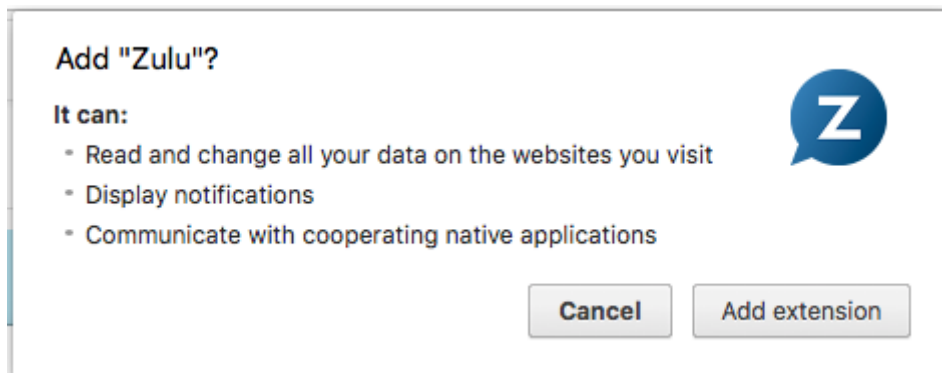 Add "Zulu"?
It can:
Read and change all your data on the websites you visit
Display notifications
Communicate with cooperating native applications
Z
Cancel
Add extension